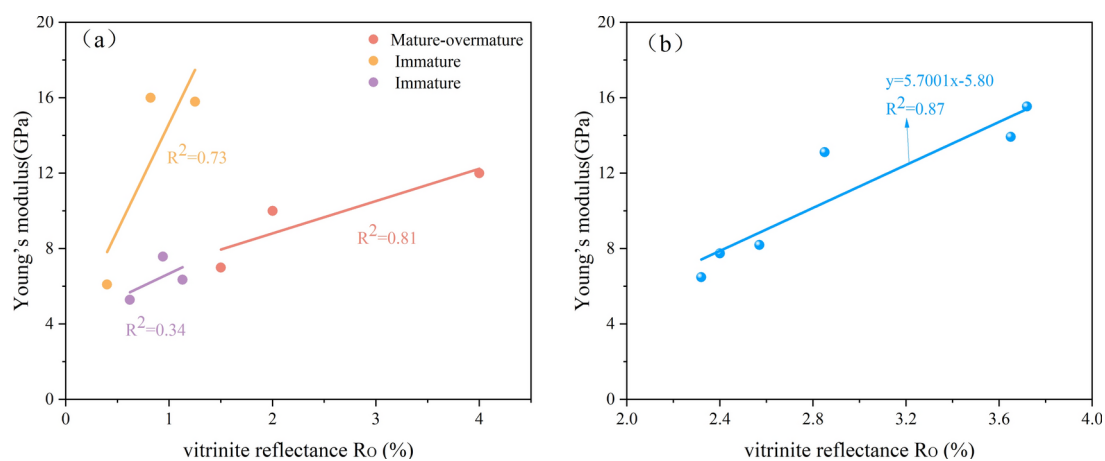 (a)
Mature-overmature
Immature
Immature
R²=0.73
R²=0.81
R²=0.34
20
16
12
8
4
0
0
1
2
3
4
Young's modulus(GPa)
vitrinite reflectance Ro (%)
(b)
y=5.7001x-5.80
R²=0.87
20
16
12
8
4
0
2.0
2.4
2.8
3.2
3.6
4.0
Young's modulus(GPa)
vitrinite reflectance Ro (%)